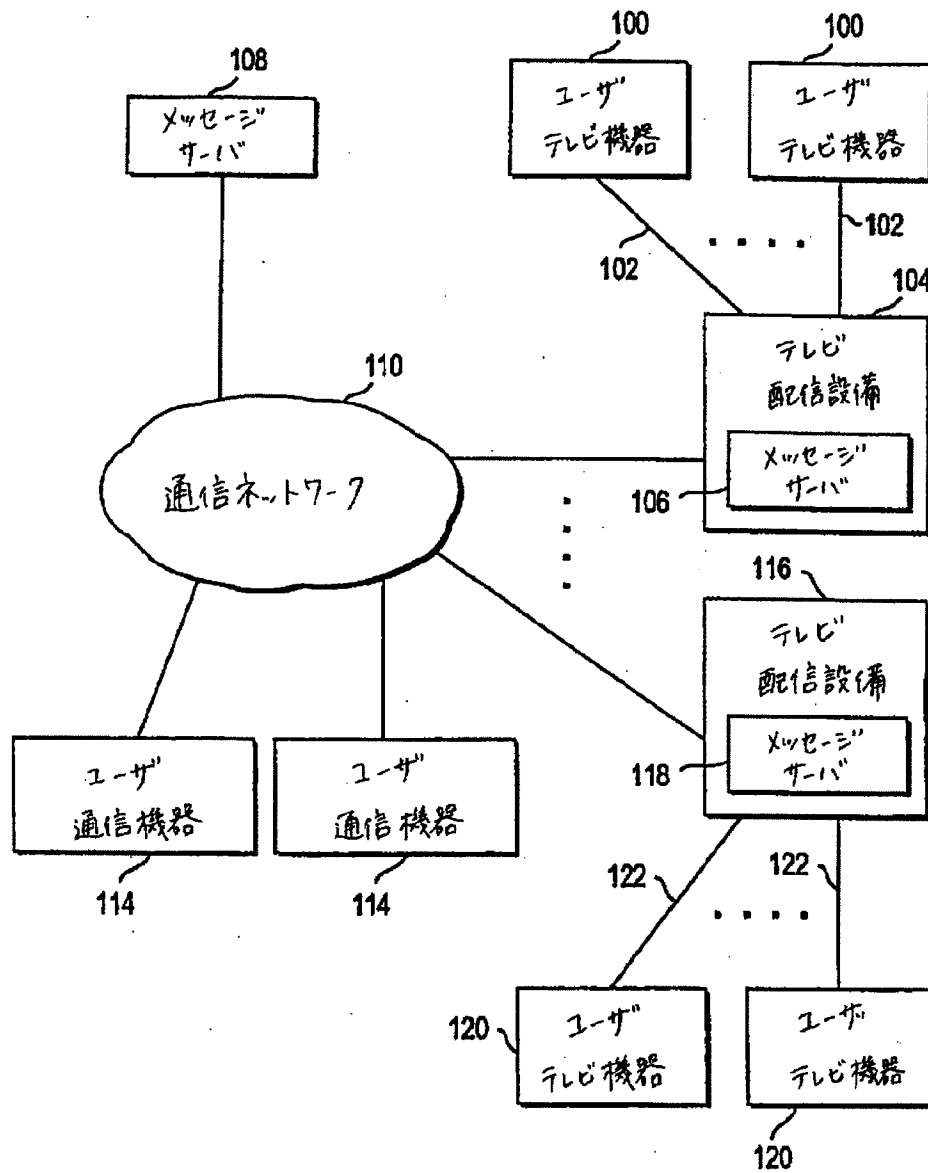 100
100
108
メッセージ
サーバ
ユーザ
テレビ機器
ユーザ
テレビ機器
102
102
104
テレビ
配信設備
メッセージ
サーバ
106
110
通信ネットワーク
116
テレビ
配信設備
メッセージ
サーバ
118
ユーザ
通信機器
114
ユーザ
通信機器
114
122
122
ユーザ
テレビ機器
120
ユーザ
テレビ機器
120